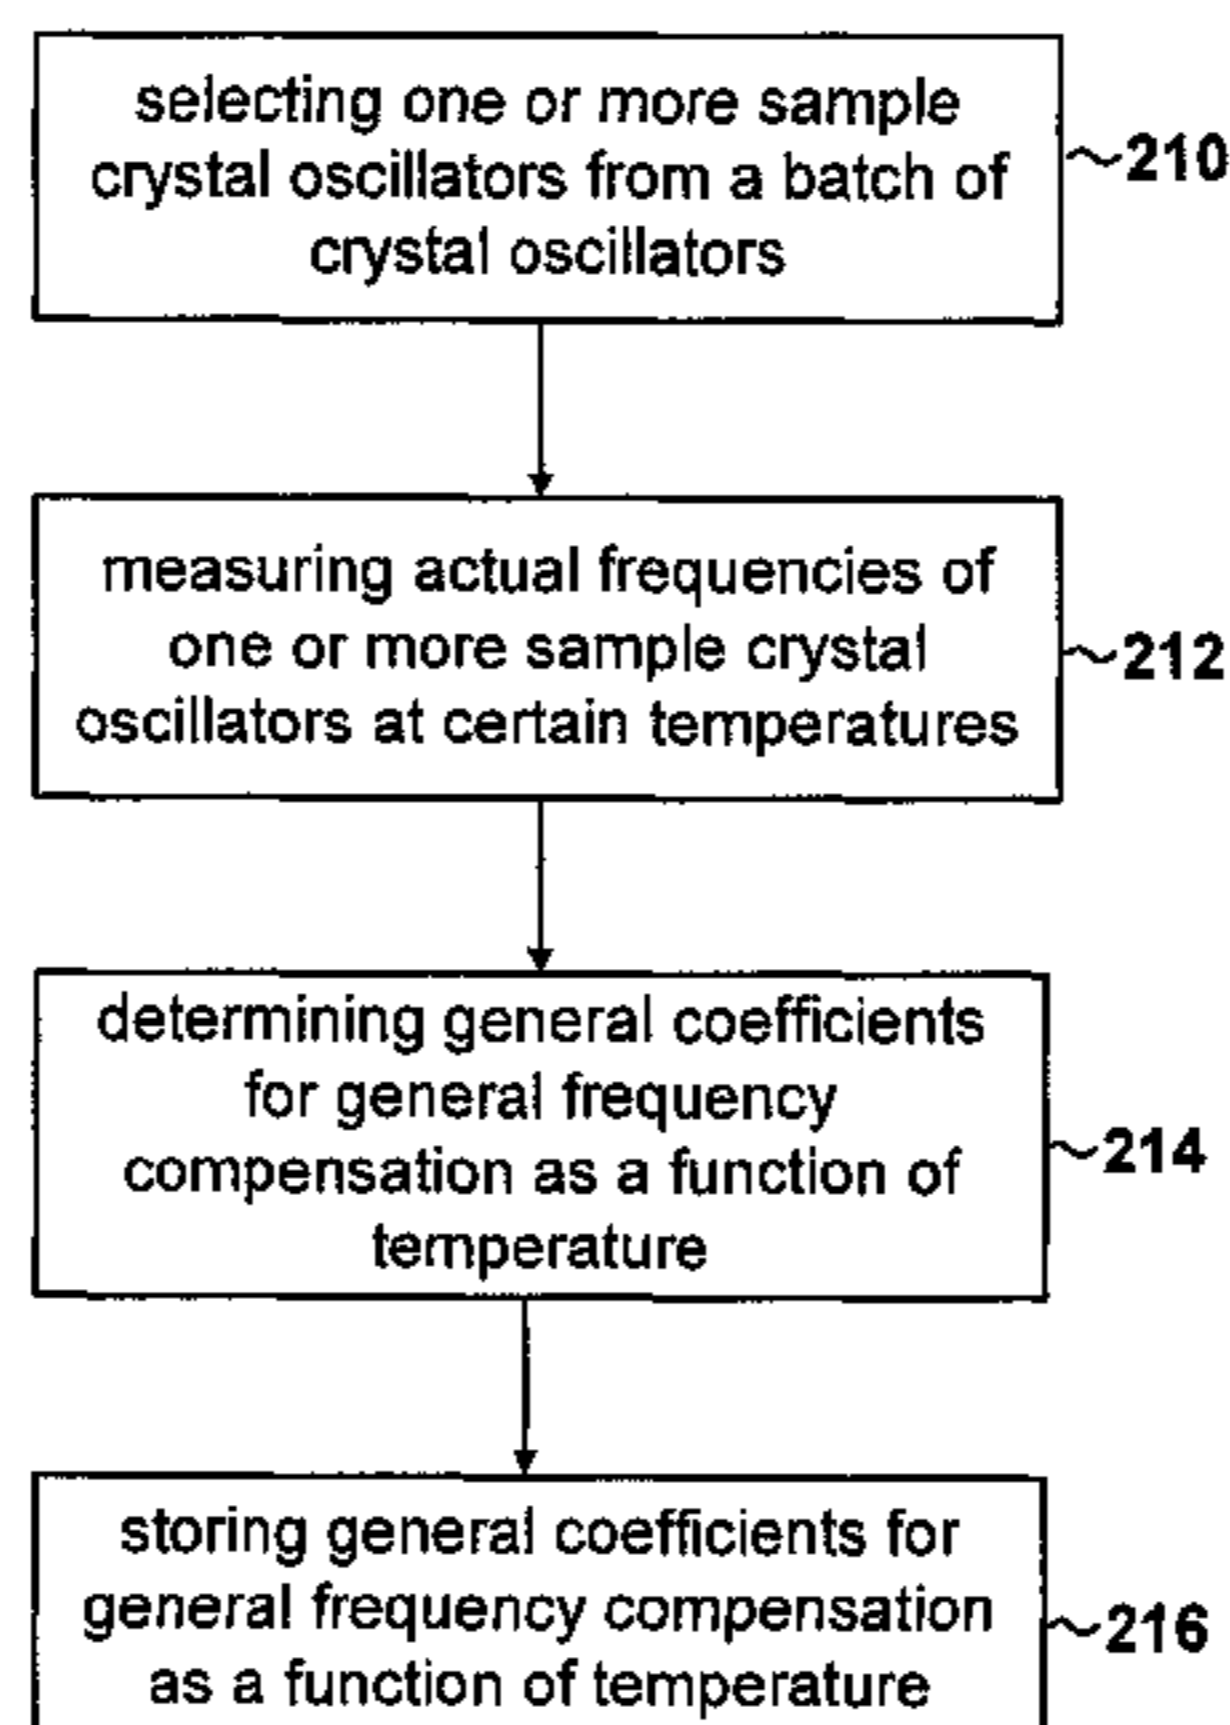 selecting one or more sample
crystal oscillators from a batch of
crystal oscillators
~210
measuring actual frequencies of
one or more sample crystal
oscillators at certain temperatures
~212
determining general coefficients
for general frequency
compensation as a function of
temperature
~214
storing general coefficients for
general frequency compensation
as a function of temperature
~216